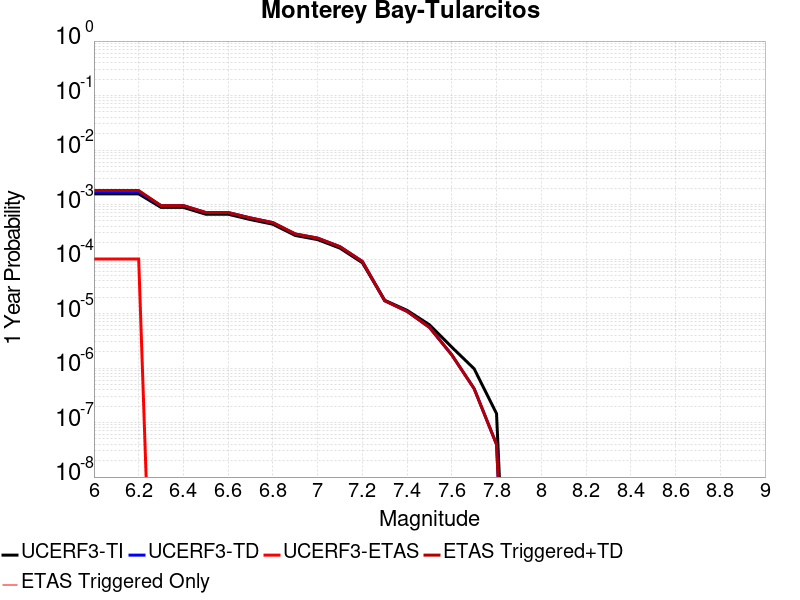 Monterey Bay-Tularcitos
10^0
10^-1
10^-2
10^-3
10^-4
10^-5
10^-6
10^-7
10^-8
1 Year Probability
6 6.2 6.4 6.6 6.8 7 7.2 7.4 7.6 7.8 8 8.2 8.4 8.6 8.8 9
Magnitude
UCERF3-TI UCERF3-TD UCERF3-ETAS ETAS Triggered+TD
ETAS Triggered Only